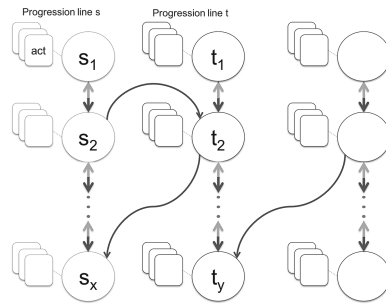 Progression line s Progression line t
act s1 t1
s2 t2
sx ty